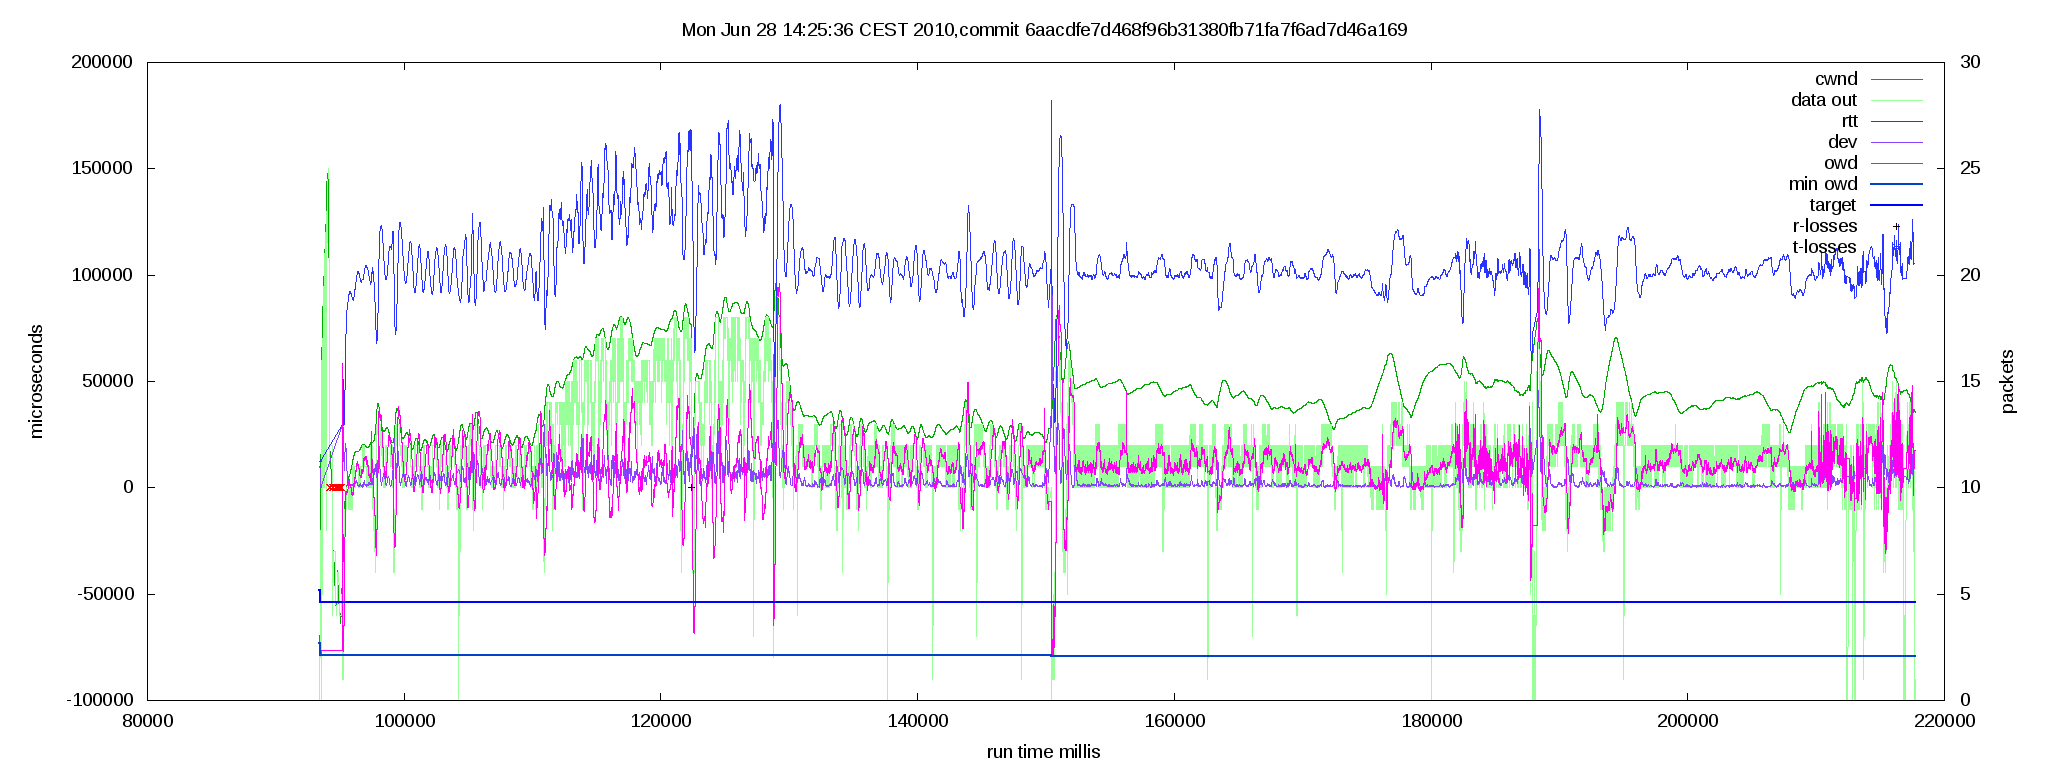 Mon Jun 28 14:25:36 CEST 2010,commit 6aacdfe7d468f96b31380fb71fa7f6ad7d46a169
200000
150000
100000
50000
0
-50000
-100000
microseconds
30
25
20
15
10
5
0
packets
cwnd
data out
rtt
dev
owd
min owd
target
r-losses
t-losses
80000 100000 120000 140000 160000 180000 200000 220000
run time millis